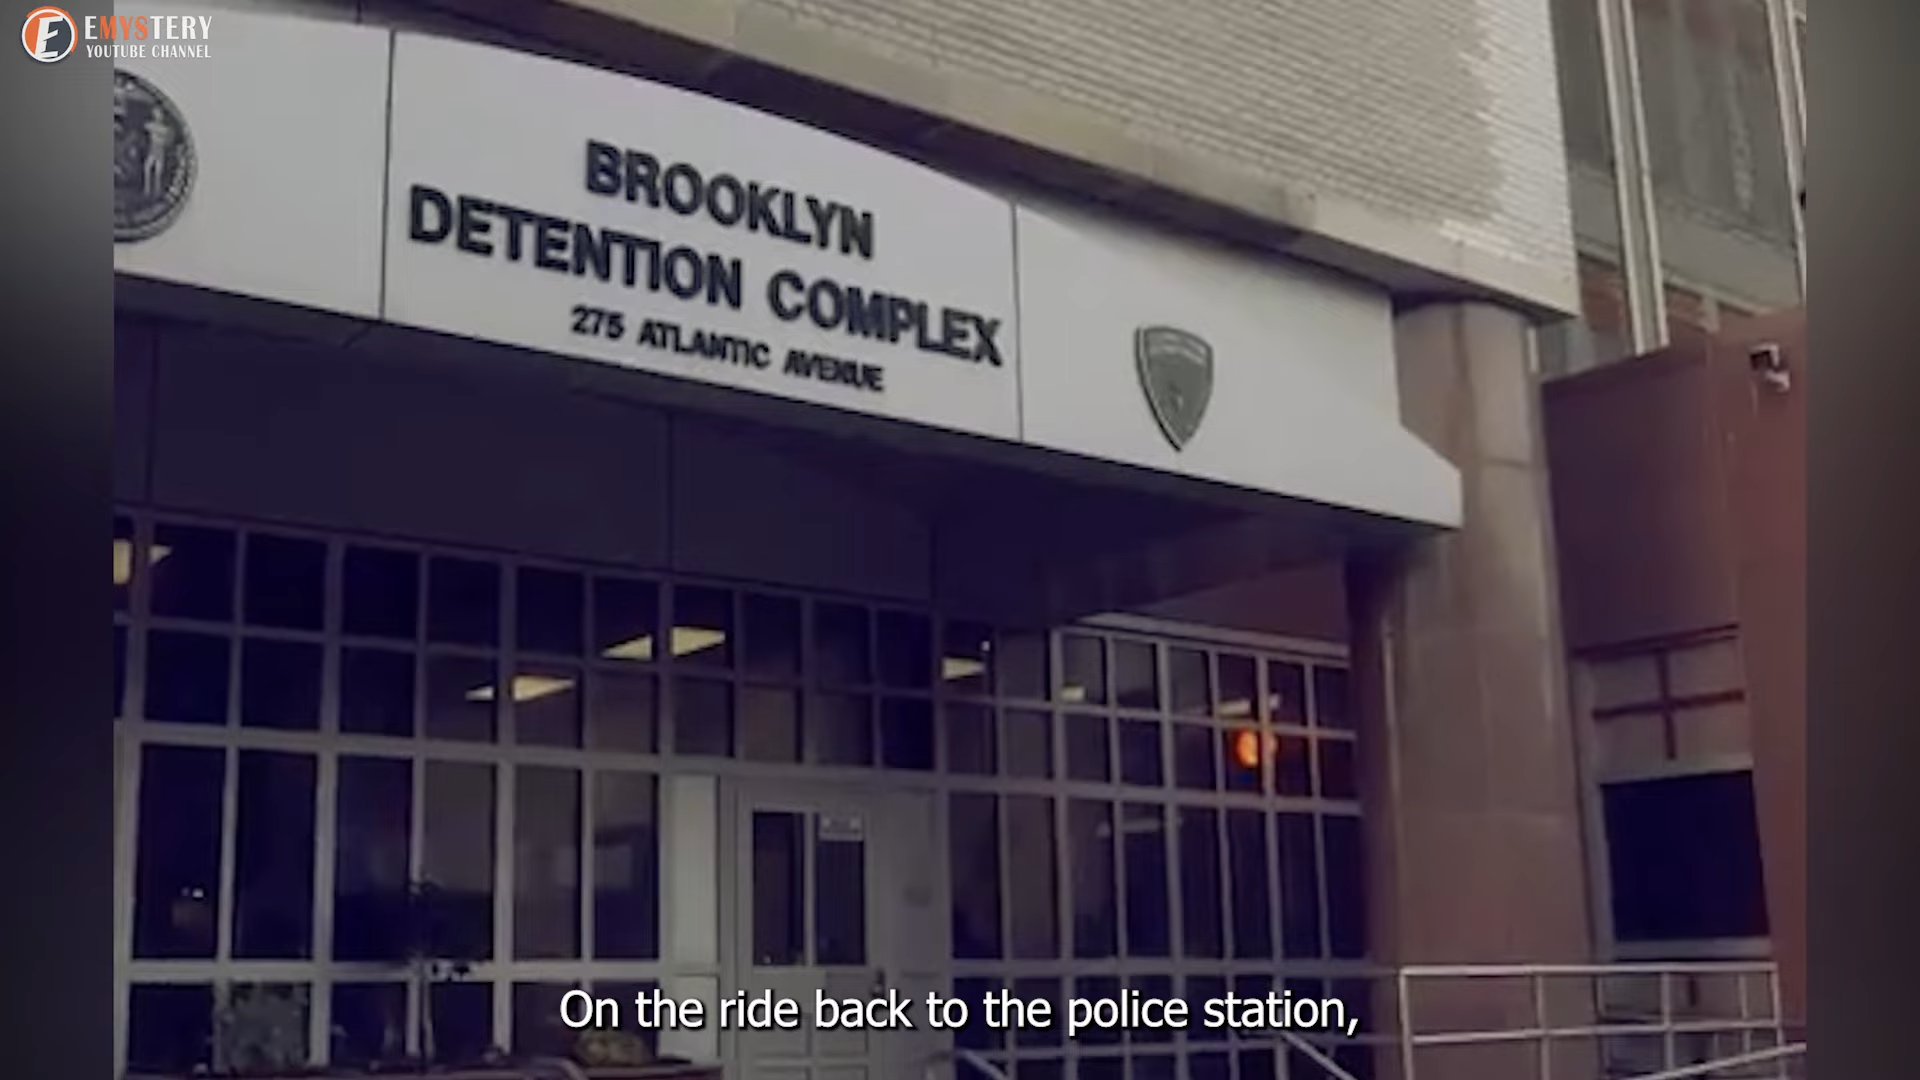 EMYSTERY
YOUTUBE CHANNEL
BROOKLYN
DETENTION COMPLEX
275 ATLANTIC AVENUE
On the ride back to the police station,